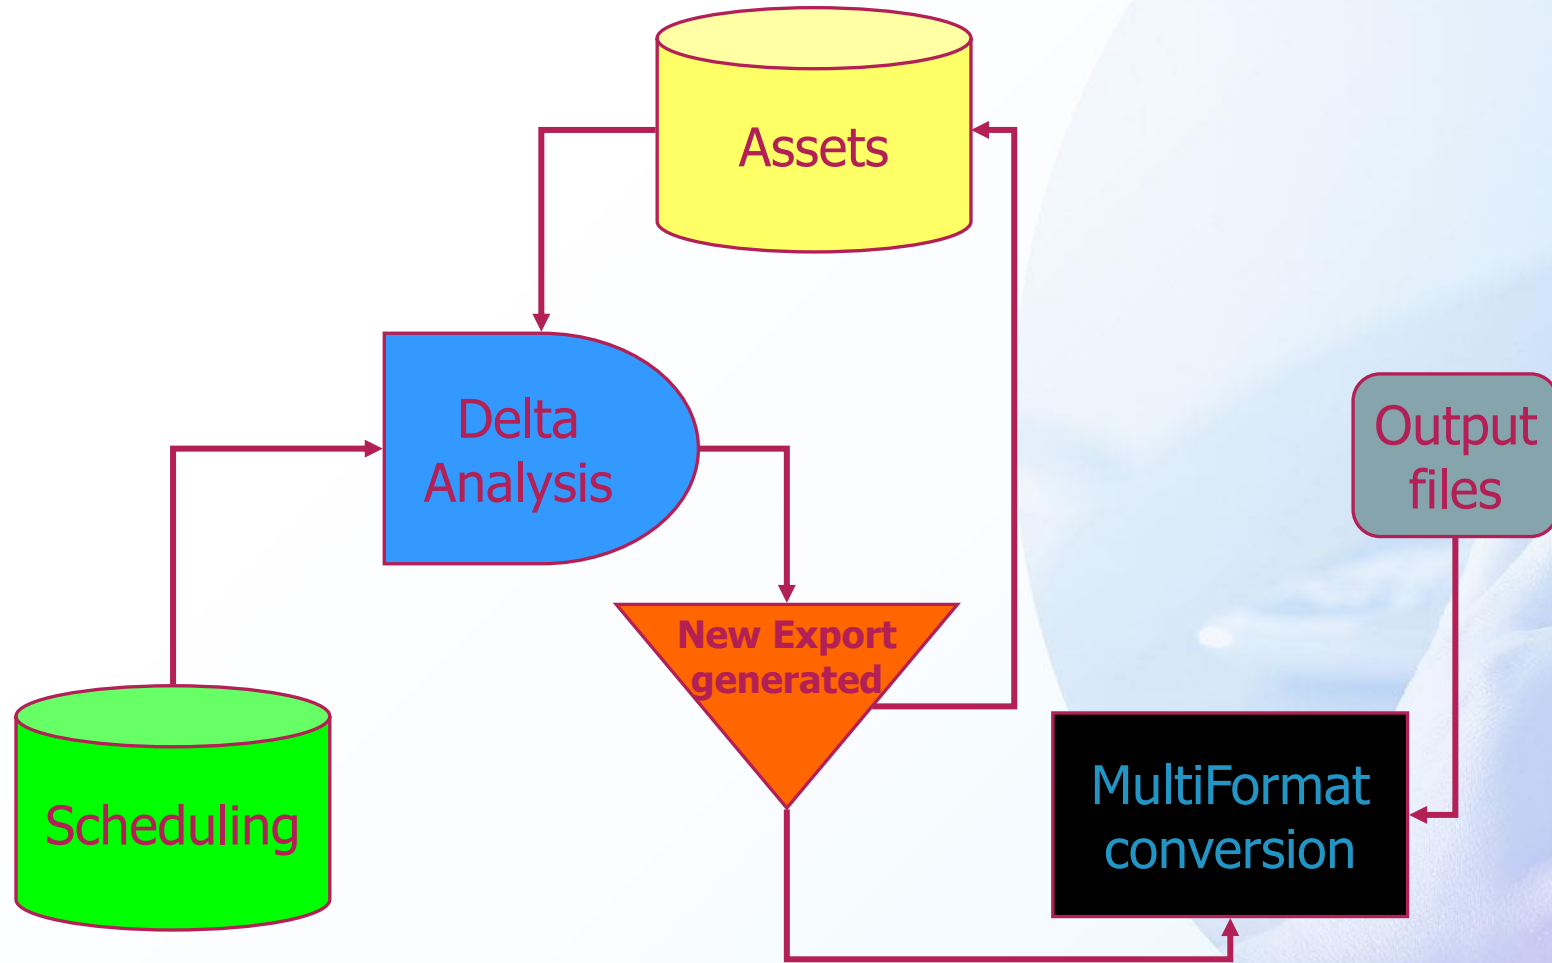 Assets
Delta
Analysis
Output
files
New Export
generated
MultiFormat
conversion
Scheduling